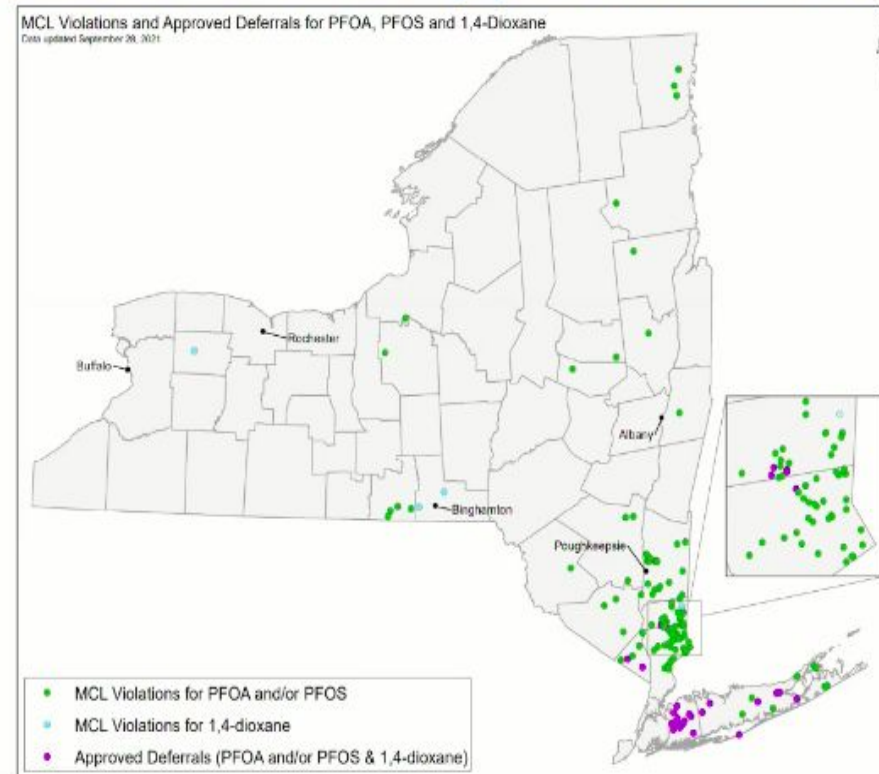 MCL Violations and Approved Deferrals for PFOA, PFOS and 1,4-Dioxane
Data updated September 28, 2021
Rochester
Buffalo
Albany
Binghamton
Poughkeepsie
MCL Violations for PFOA and/or PFOS
MCL Violations for 1,4-dioxane
Approved Deferrals (PFOA and/or PFOS & 1,4-dioxane)